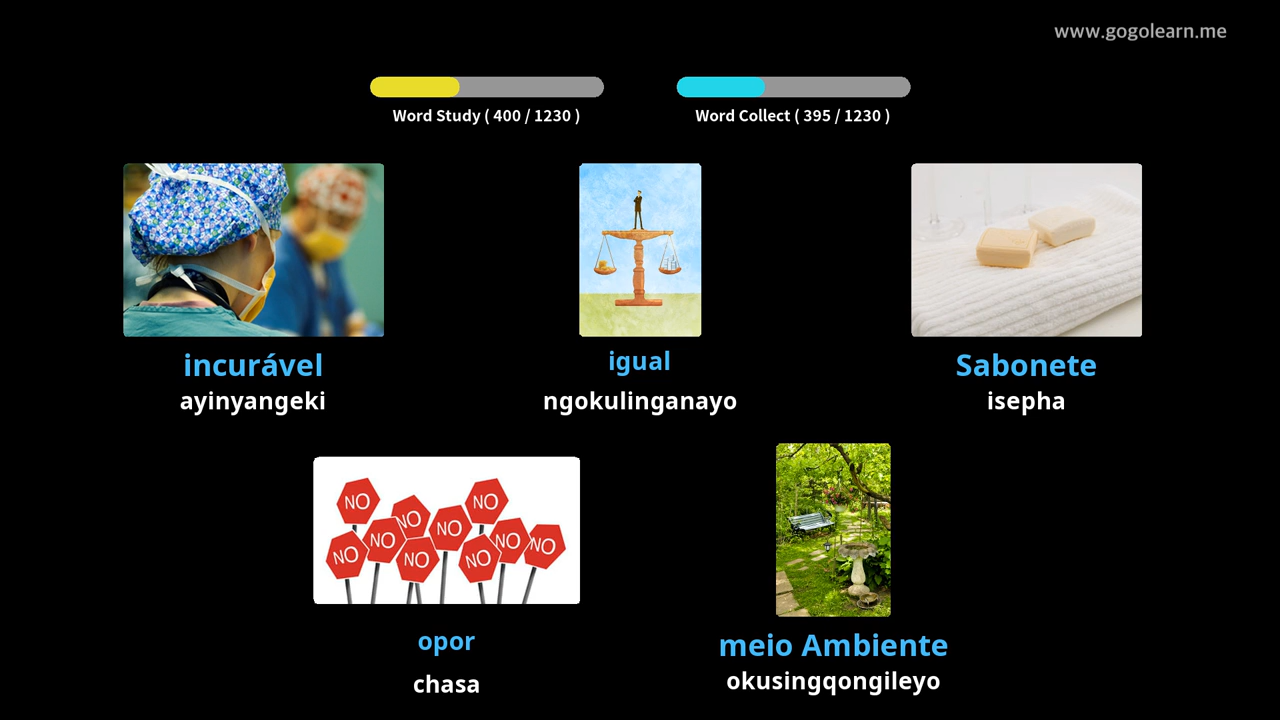 www.gogolearn.me
Word Study ( 400 / 1230 )
Word Collect ( 395 / 1230 )
incurável
ayinyangeki
igual
ngokulinganayo
Sabonete
isepha
NO
NO
NO
NO
NO
NO
NO
NO
NO
NO
opor
chasa
meio Ambiente
okusingqongileyo